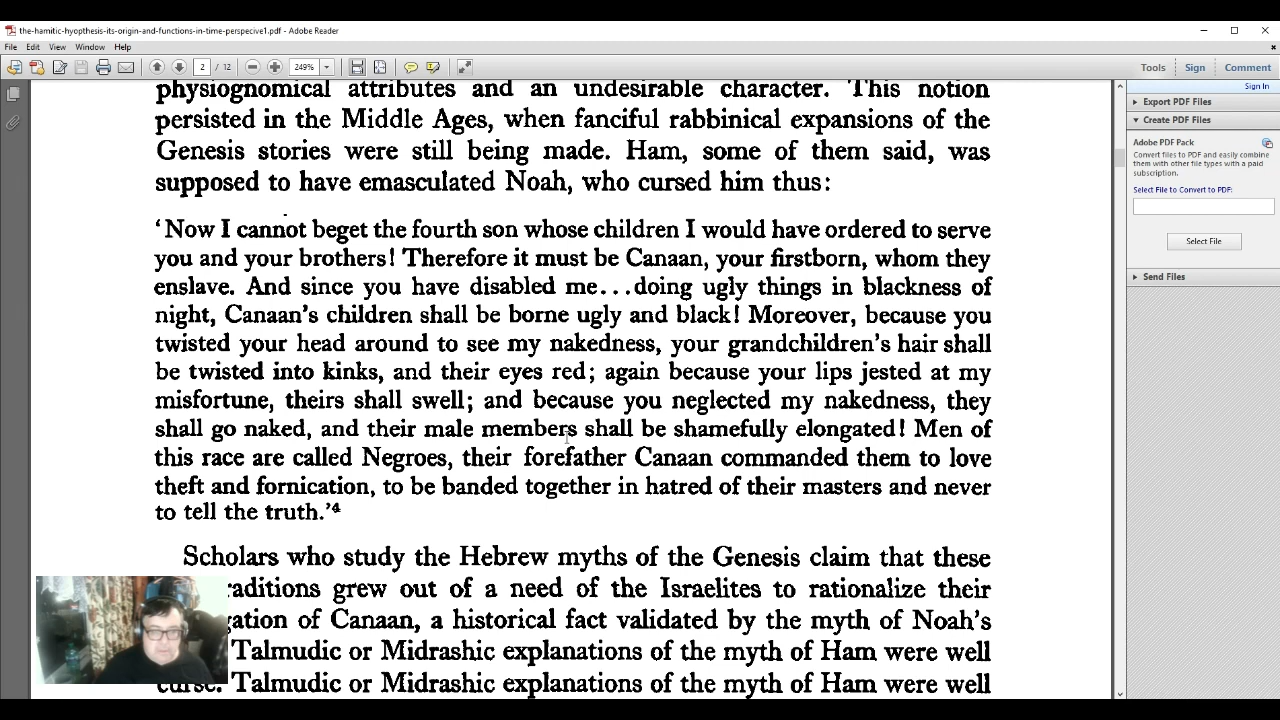 the-hamitic-hyopthesis-its-origin-and-functions-in-time-perspecive1.pdf - Adobe Reader
File Edit View Window Help
2 / 12 249% Tools Sign Comment
Sign In
Export PDF Files
Create PDF Files
Adobe PDF Pack
Convert files to PDF and easily combine
them with other file types with a paid
subscription.
Select File to Convert to PDF:
Select File
Send Files
physiognomical attributes and an undesirable character. This notion
persisted in the Middle Ages, when fanciful rabbinical expansions of the
Genesis stories were still being made. Ham, some of them said, was
supposed to have emasculated Noah, who cursed him thus:
‘Now I cannot beget the fourth son whose children I would have ordered to serve
you and your brothers! Therefore it must be Canaan, your firstborn, whom they
enslave. And since you have disabled me...doing ugly things in blackness of
night, Canaan's children shall be borne ugly and black! Moreover, because you
twisted your head around to see my nakedness, your grandchildren's hair shall
be twisted into kinks, and their eyes red; again because your lips jested at my
misfortune, theirs shall swell; and because you neglected my nakedness, they
shall go naked, and their male members shall be shamefully elongated! Men of
this race are called Negroes, their forefather Canaan commanded them to love
theft and fornication, to be banded together in hatred of their masters and never
to tell the truth.’4
Scholars who study the Hebrew myths of the Genesis claim that these
raditions grew out of a need of the Israelites to rationalize their
gation of Canaan, a historical fact validated by the myth of Noah's
Talmudic or Midrashic explanations of the myth of Ham were well
curse. Talmudic or Midrashic explanations of the myth of Ham were well